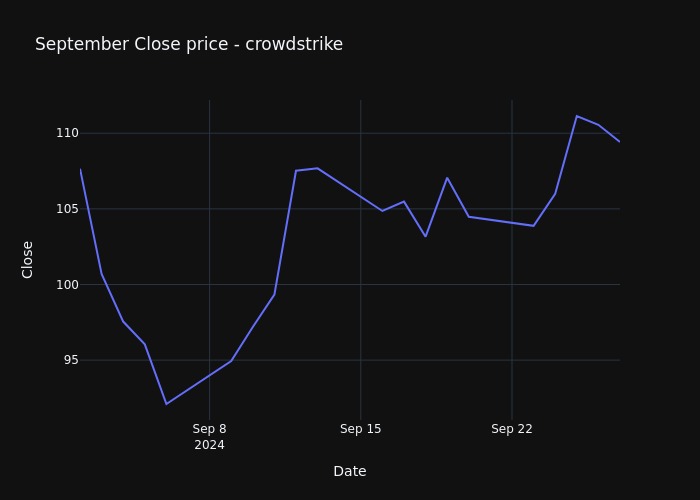 September Close price - crowdstrike
110
105
100
95
Close
Sep 8
2024
Sep 15
Sep 22
Date